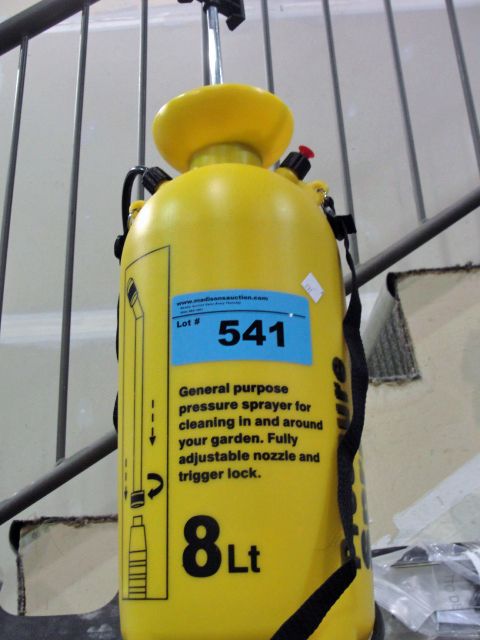 www.madisonsauction.com
Lot # 541
General purpose
pressure sprayer for
cleaning in and around
your garden. Fully
adjustable nozzle and
trigger lock.
8Lt